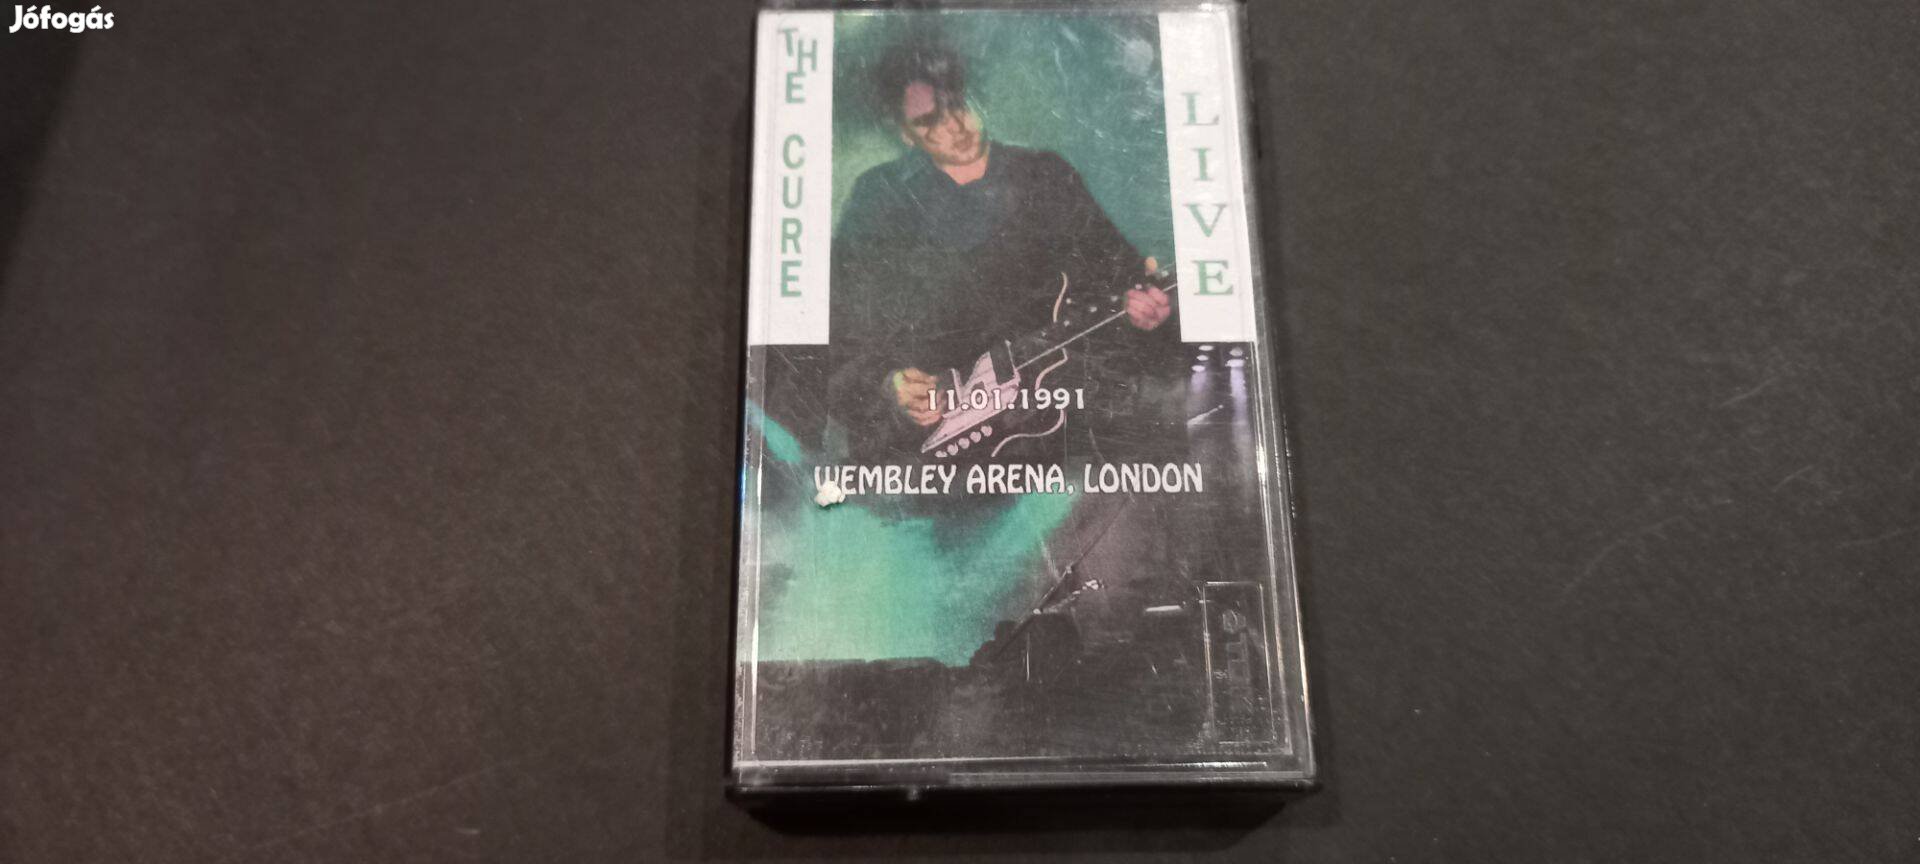 Jófogás
THE CURE
LIVE
11.01.1991
WEMBLEY ARENA, LONDON